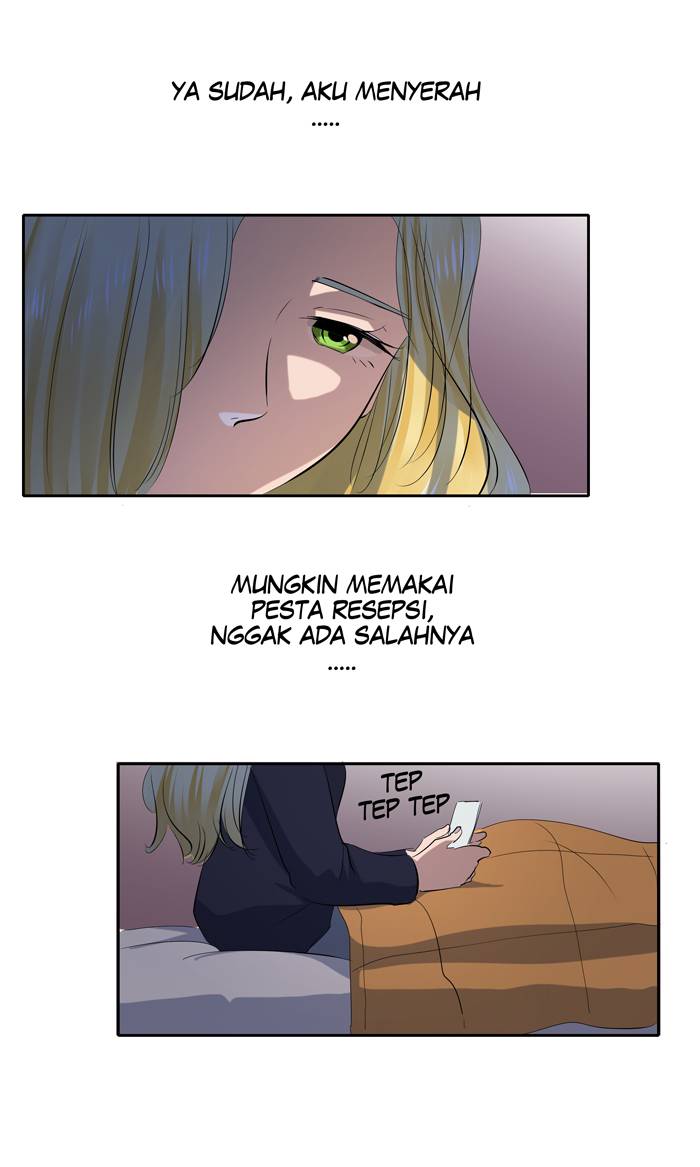 YA SUDAH, AKU MENYERAH
.....
MUNGKIN MEMAKAI
PESTA RESEPSI,
NGGAK ADA SALAHNYA
.....
TEP
TEP TEP